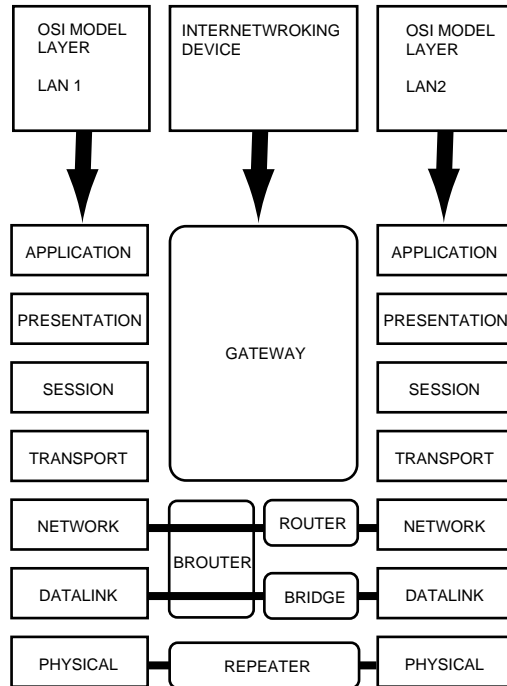 OSI MODEL
LAYER
LAN 1
INTERNETWROKING
DEVICE
OSI MODEL
LAYER
LAN2
APPLICATION
APPLICATION
PRESENTATION
PRESENTATION
GATEWAY
SESSION
SESSION
TRANSPORT
TRANSPORT
NETWORK
ROUTER
NETWORK
BROUTER
DATALINK
BRIDGE
DATALINK
PHYSICAL
REPEATER
PHYSICAL